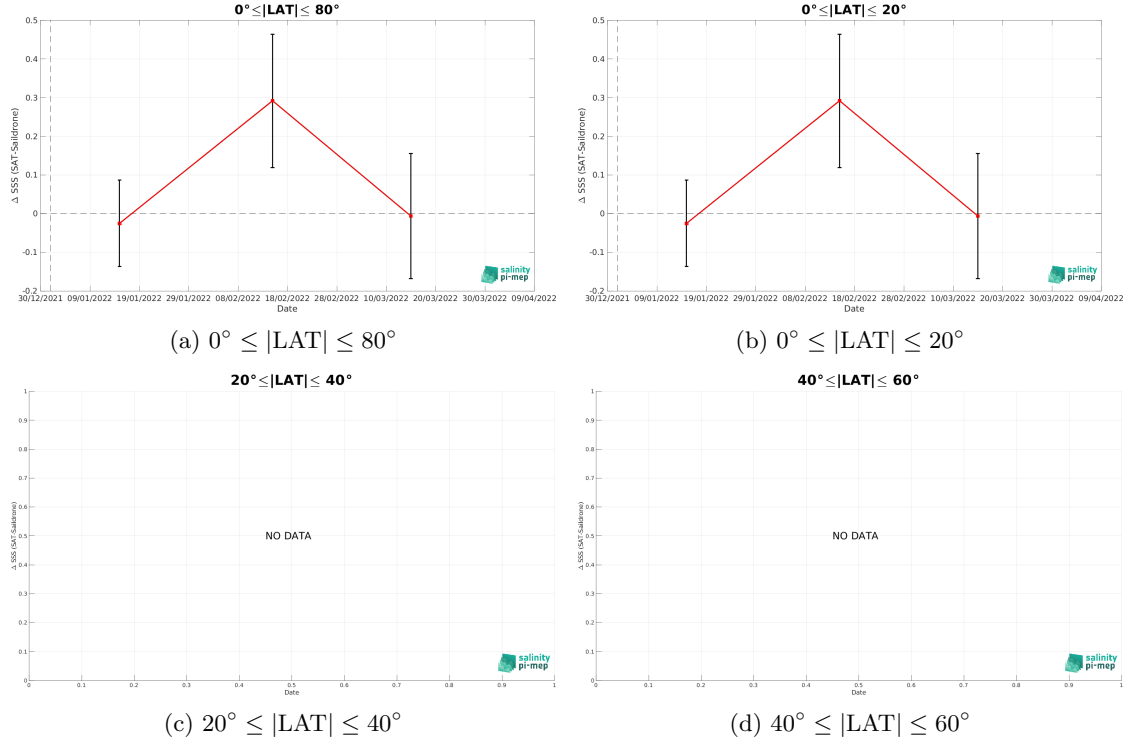 0°≤|LAT|≤ 80°
0.5
0.4
0.3
0.2
0.1
0
-0.1
-0.2
Δ SSS (SAT-Saildrone)
30/12/2021 09/01/2022 19/01/2022 29/01/2022 08/02/2022 18/02/2022 28/02/2022 10/03/2022 20/03/2022 30/03/2022 09/04/2022
Date
salinity
pi-mep
(a) 0° ≤ |LAT| ≤ 80°
0°≤|LAT|≤ 20°
0.5
0.4
0.3
0.2
0.1
0
-0.1
-0.2
Δ SSS (SAT-Saildrone)
30/12/2021 09/01/2022 19/01/2022 29/01/2022 08/02/2022 18/02/2022 28/02/2022 10/03/2022 20/03/2022 30/03/2022 09/04/2022
Date
salinity
pi-mep
(b) 0° ≤ |LAT| ≤ 20°
20°≤|LAT|≤ 40°
1
0.9
0.8
0.7
0.6
0.5
0.4
0.3
0.2
0.1
0
Δ SSS (SAT-Saildrone)
NO DATA
0 0.1 0.2 0.3 0.4 0.5 0.6 0.7 0.8 0.9 1
Date
salinity
pi-mep
(c) 20° ≤ |LAT| ≤ 40°
40°≤|LAT|≤ 60°
1
0.9
0.8
0.7
0.6
0.5
0.4
0.3
0.2
0.1
0
Δ SSS (SAT-Saildrone)
NO DATA
0 0.1 0.2 0.3 0.4 0.5 0.6 0.7 0.8 0.9 1
Date
salinity
pi-mep
(d) 40° ≤ |LAT| ≤ 60°